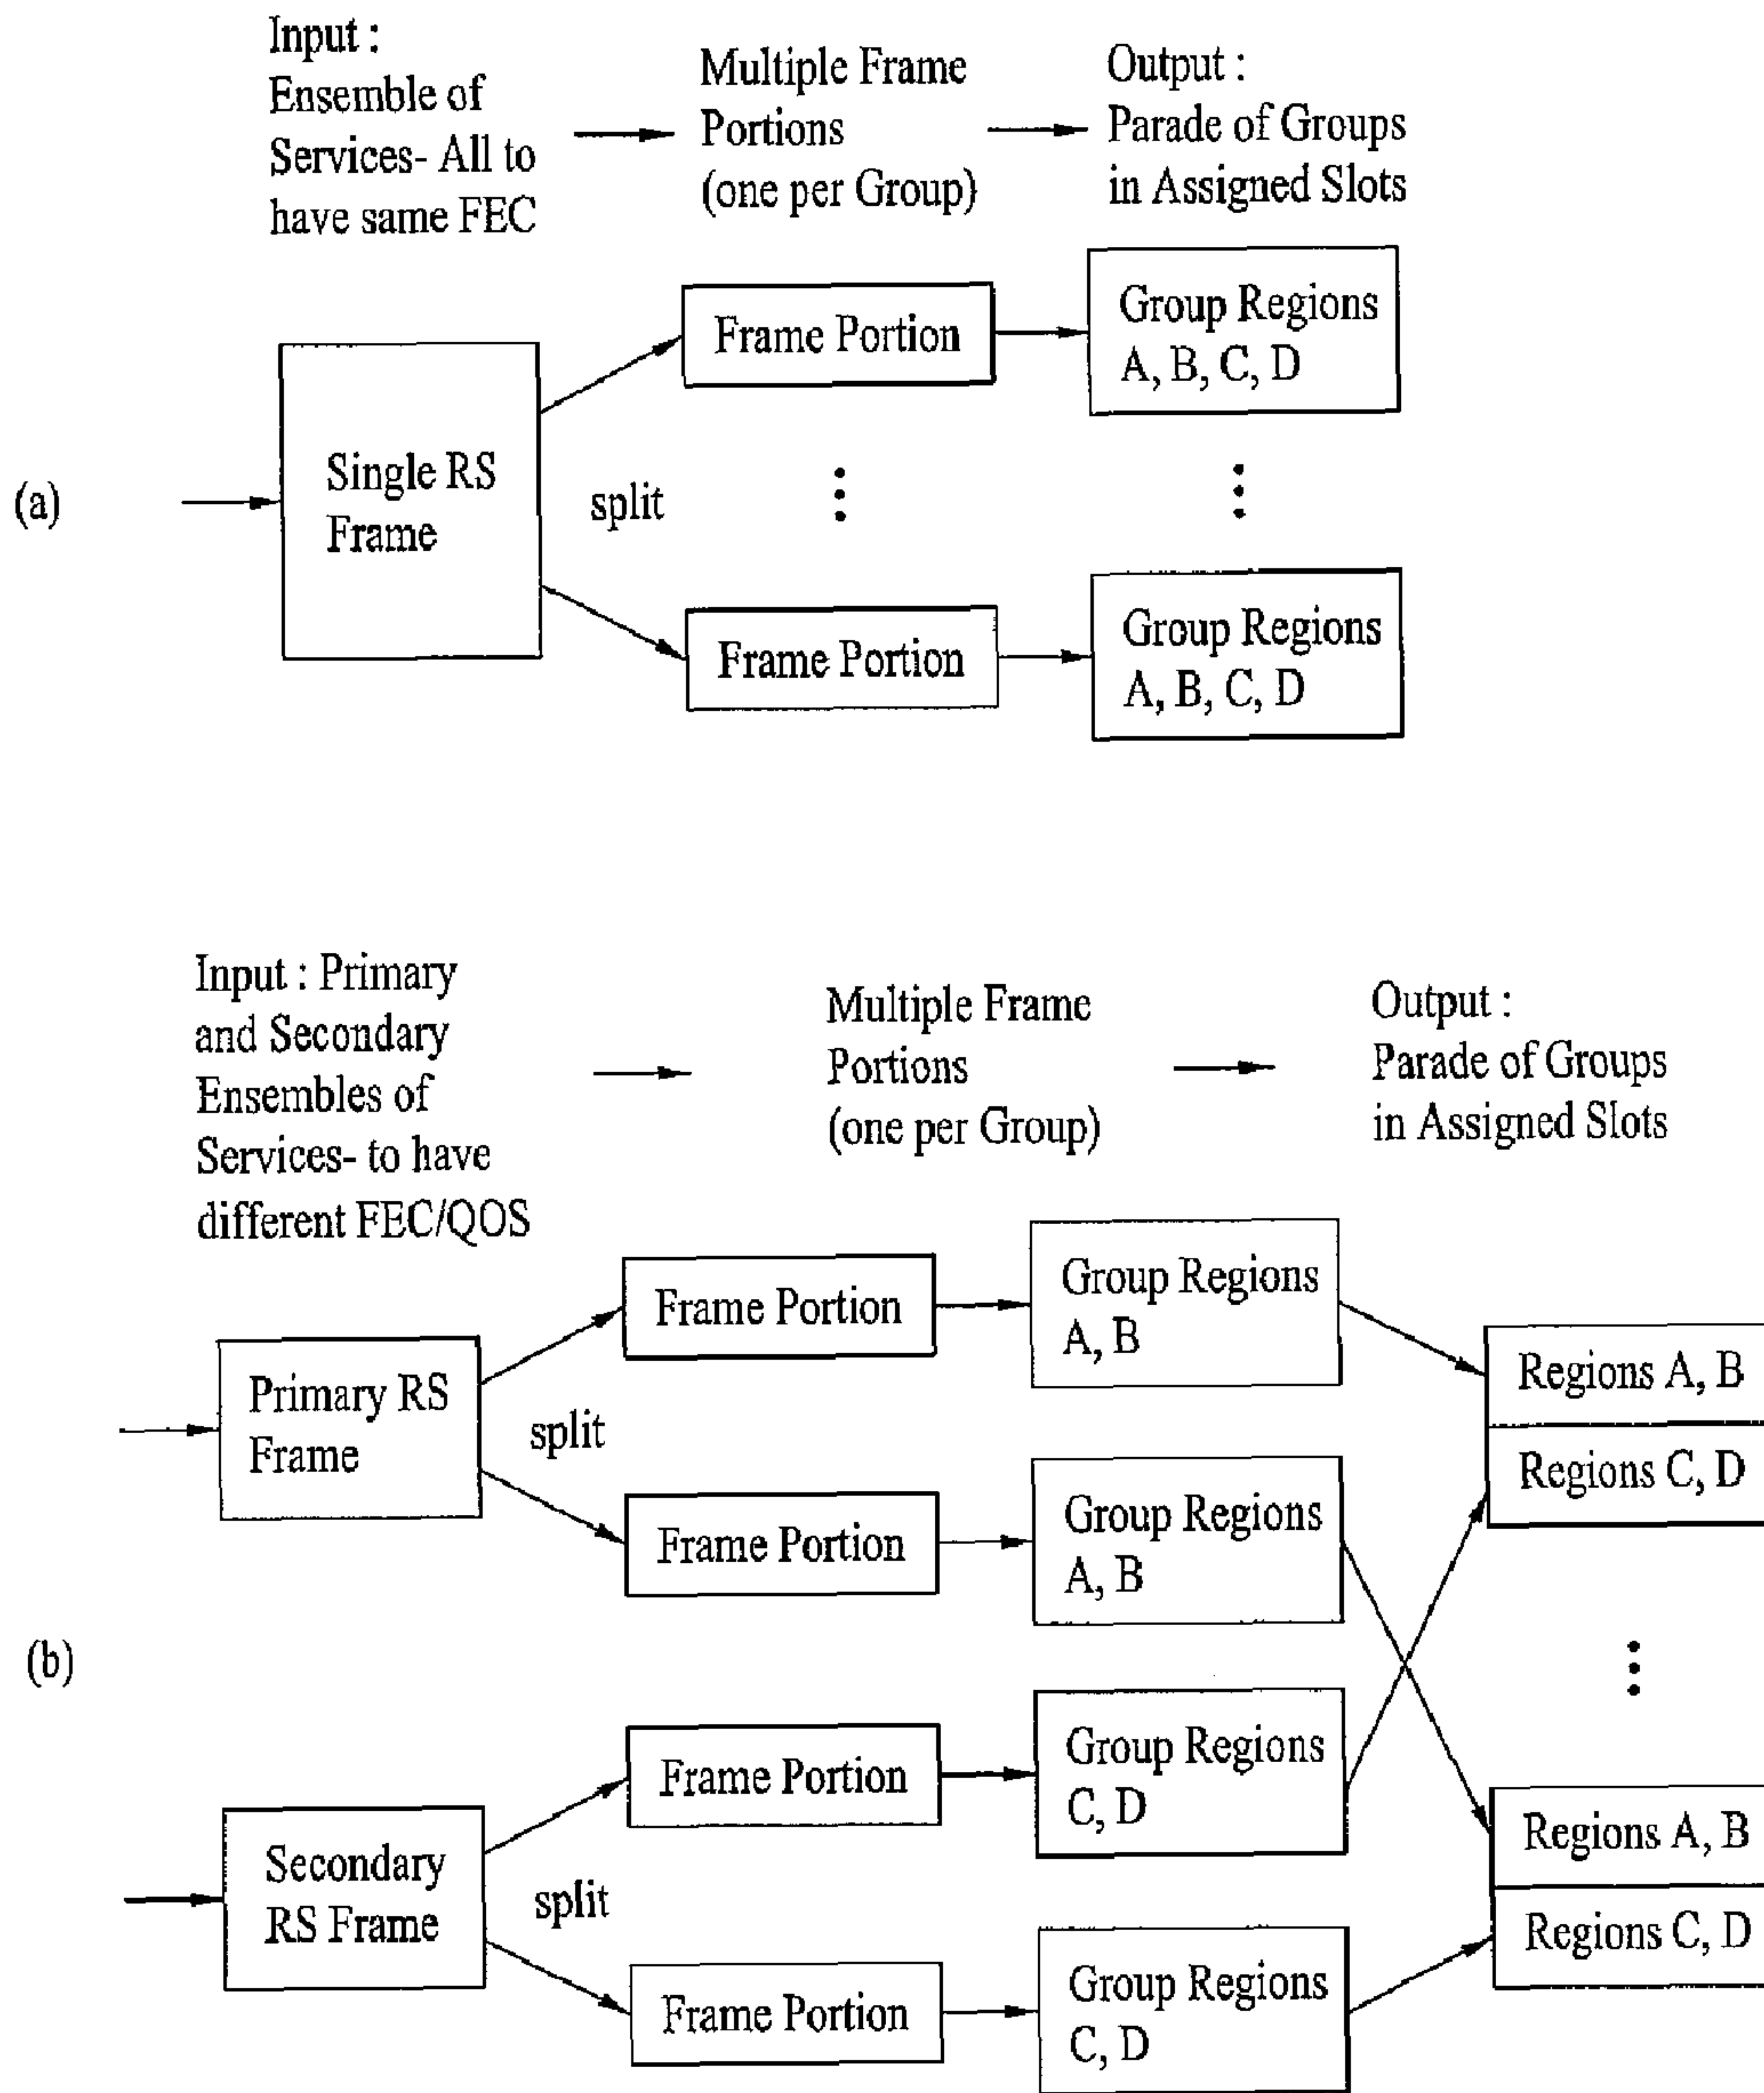 Input :
Ensemble of
Services- All to
have same FEC
Multiple Frame
Portions
(one per Group)
Output :
Parade of Groups
in Assigned Slots
(a)
Single RS
Frame
split
Frame Portion
Group Regions
A, B, C, D
Frame Portion
Group Regions
A, B, C, D
Input : Primary
and Secondary
Ensembles of
Services- to have
different FEC/QOS
Multiple Frame
Portions
(one per Group)
Output :
Parade of Groups
in Assigned Slots
(b)
Primary RS
Frame
split
Frame Portion
Group Regions
A, B
Frame Portion
Group Regions
A, B
Regions A, B
Regions C, D
Secondary
RS Frame
split
Frame Portion
Group Regions
C, D
Frame Portion
Group Regions
C, D
Regions A, B
Regions C, D